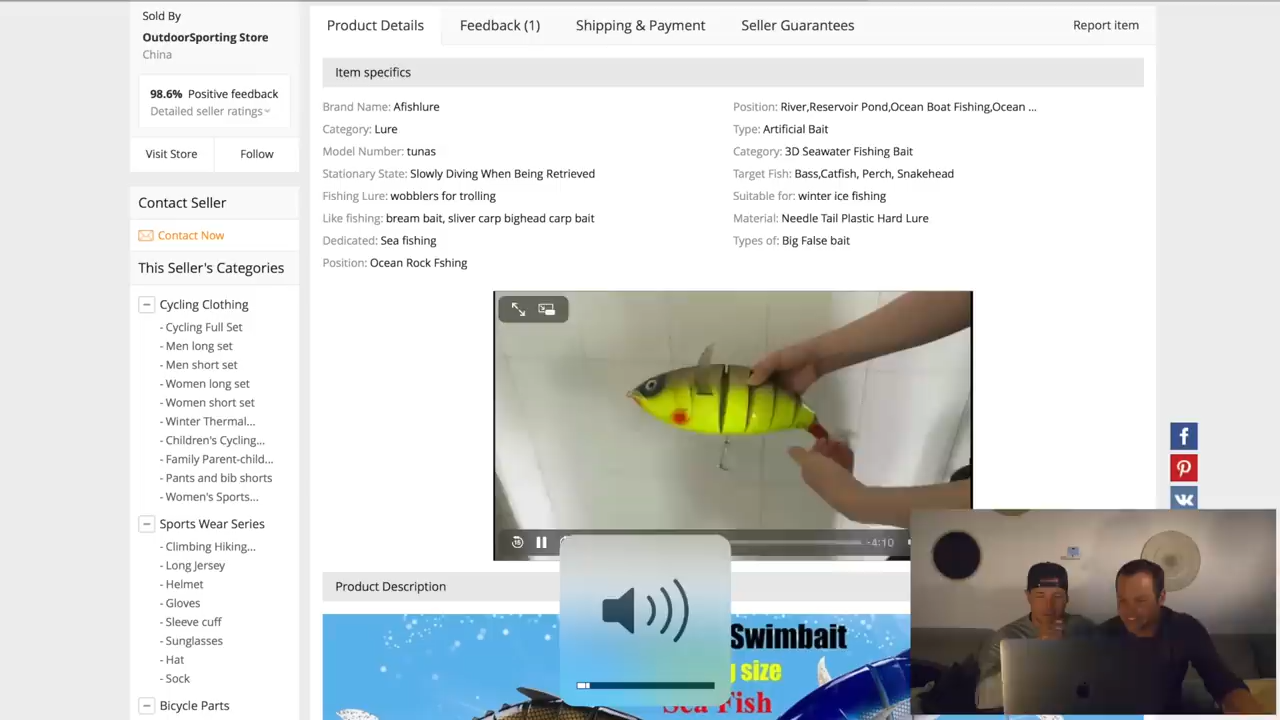 Sold By
OutdoorSporting Store
China
98.6% Positive feedback
Detailed seller ratings
Visit Store
Follow
Contact Seller
Contact Now
This Seller's Categories
Cycling Clothing
- Cycling Full Set
- Men long set
- Men short set
- Women long set
- Women short set
- Winter Thermal...
- Children's Cycling...
- Family Parent-child...
- Pants and bib shorts
- Women's Sports...
Sports Wear Series
- Climbing Hiking...
- Long Jersey
- Helmet
- Gloves
- Sleeve cuff
- Sunglasses
- Hat
- Sock
Bicycle Parts
Product Details
Feedback (1)
Shipping & Payment
Seller Guarantees
Report item
Item specifics
Brand Name: Afishlure
Category: Lure
Model Number: tunas
Stationary State: Slowly Diving When Being Retrieved
Fishing Lure: wobblers for trolling
Like fishing: bream bait, sliver carp bighead carp bait
Dedicated: Sea fishing
Position: Ocean Rock Fshing
Position: River,Reservoir Pond,Ocean Boat Fishing,Ocean ...
Type: Artificial Bait
Category: 3D Seawater Fishing Bait
Target Fish: Bass,Catfish, Perch, Snakehead
Suitable for: winter ice fishing
Material: Needle Tail Plastic Hard Lure
Types of: Big False bait
15
-4:10
Product Description
Swimbait
g size
Sea Fish